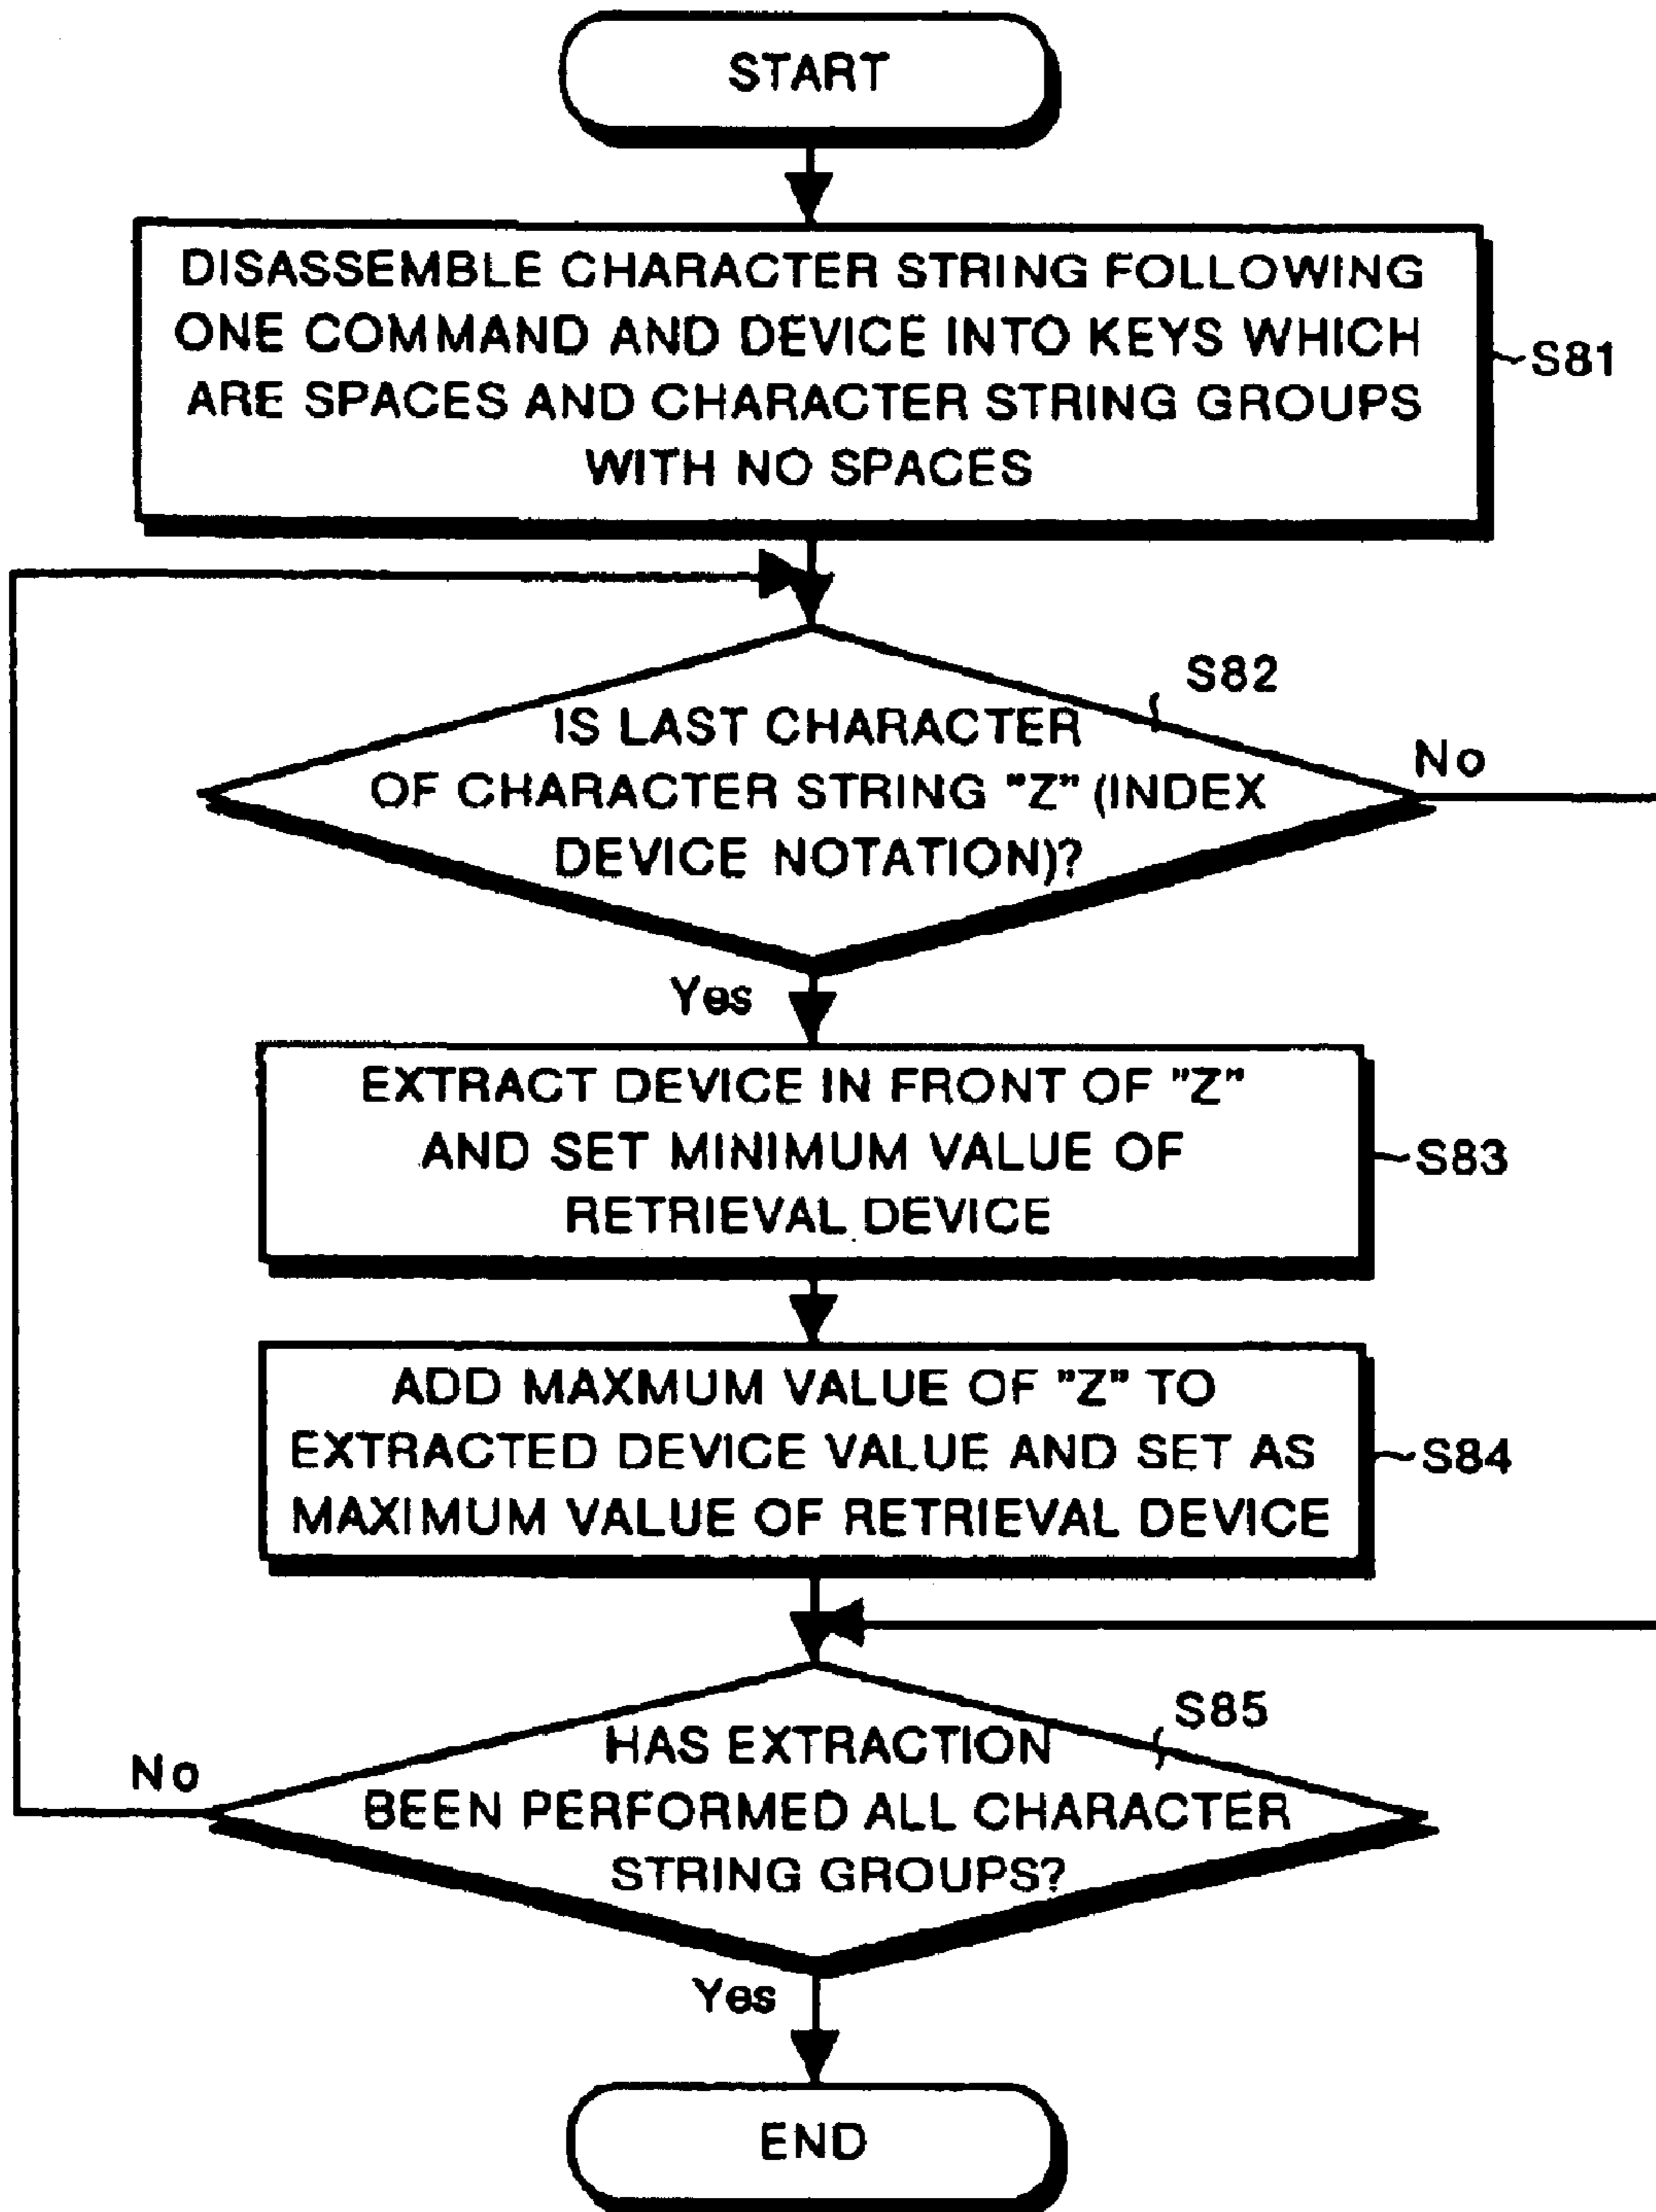 START
DISASSEMBLE CHARACTER STRING FOLLOWING
ONE COMMAND AND DEVICE INTO KEYS WHICH
ARE SPACES AND CHARACTER STRING GROUPS
WITH NO SPACES
S81
S82
IS LAST CHARACTER
OF CHARACTER STRING "Z" (INDEX
DEVICE NOTATION)?
No
Yes
EXTRACT DEVICE IN FRONT OF "Z"
AND SET MINIMUM VALUE OF
RETRIEVAL DEVICE
S83
ADD MAXMUM VALUE OF "Z" TO
EXTRACTED DEVICE VALUE AND SET AS
MAXIMUM VALUE OF RETRIEVAL DEVICE
S84
S85
HAS EXTRACTION
BEEN PERFORMED ALL CHARACTER
STRING GROUPS?
No
Yes
END